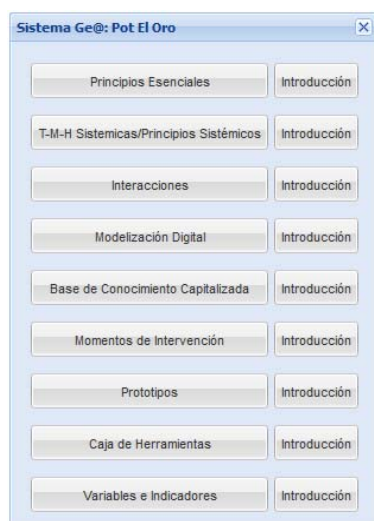 Sistema Ge@: Pot El Oro
Principios Esenciales Introducción
T-M-H Sistemicas/Principios Sistémicos Introducción
Interacciones Introducción
Modelización Digital Introducción
Base de Conocimiento Capitalizada Introducción
Momentos de Intervención Introducción
Prototipos Introducción
Caja de Herramientas Introducción
Variables e Indicadores Introducción